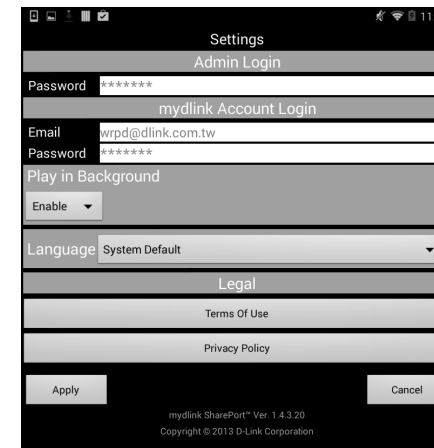 11
Settings
Admin Login
Password *******
mydlink Account Login
Email wrpd@dlink.com.tw
Password *******
Play in Background
Enable
Language System Default
Legal
Terms Of Use
Privacy Policy
Apply Cancel
mydlink SharePort™ Ver. 1.4.3.20
Copyright © 2013 D-Link Corporation